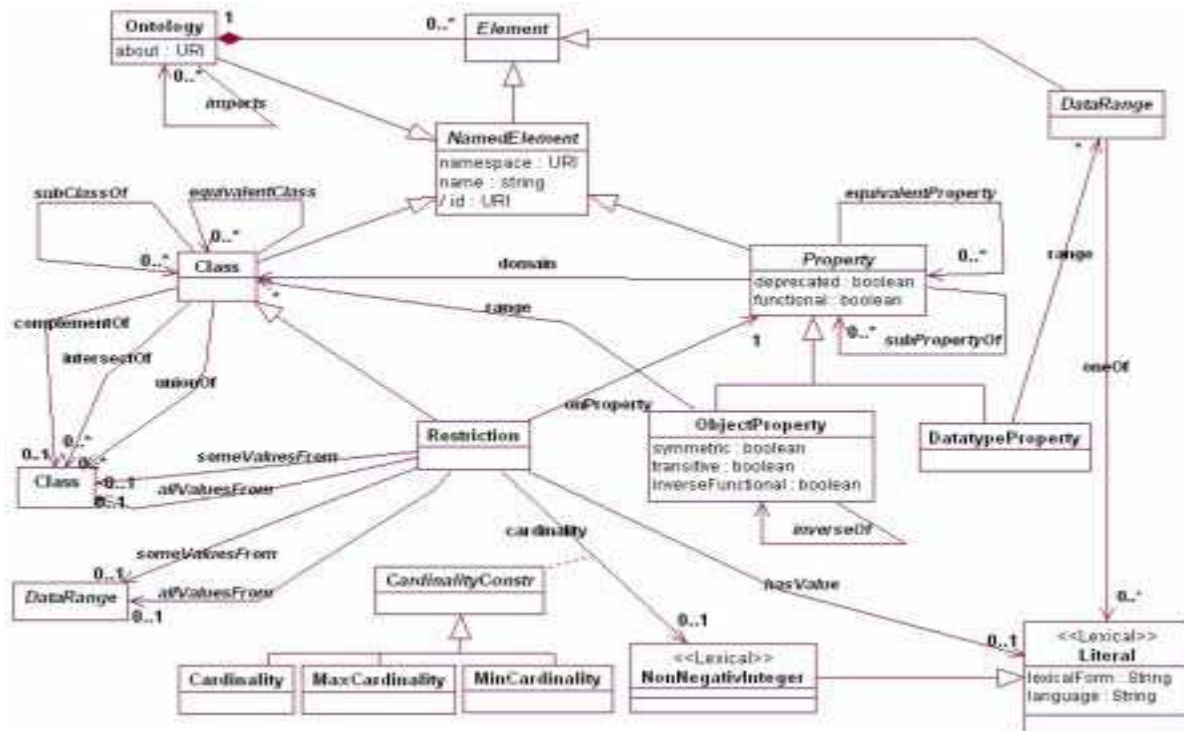 Ontology
1
about : URI
0..*
imports
0..*
Element
DataRange
NamedElement
namespace : URI
name : string
/ id : URI
subClassOf
equivalentClass
0..*
0..*
Class
*
equivalentProperty
0..*
Property
deprecated : boolean
functional : boolean
domain
range
range
*
0..*
subPropertyOf
1
complementOf
intersectOf
unionOf
0..1
0..*
0..*
Class
onProperty
Restriction
someValuesFrom
allValuesFrom
0..1
0..1
ObjectProperty
symmetric : boolean
transitive : boolean
inverseFunctional : boolean
inverseOf
DatatypeProperty
oneOf
cardinality
someValuesFrom
allValuesFrom
0..1
0..1
DataRange
CardinalityConstr
hasValue
0..1
0..1
0..*
Cardinality
MaxCardinality
MinCardinality
<<Lexical>>
NonNegativInteger
<<Lexical>>
Literal
lexicalForm : String
language : String